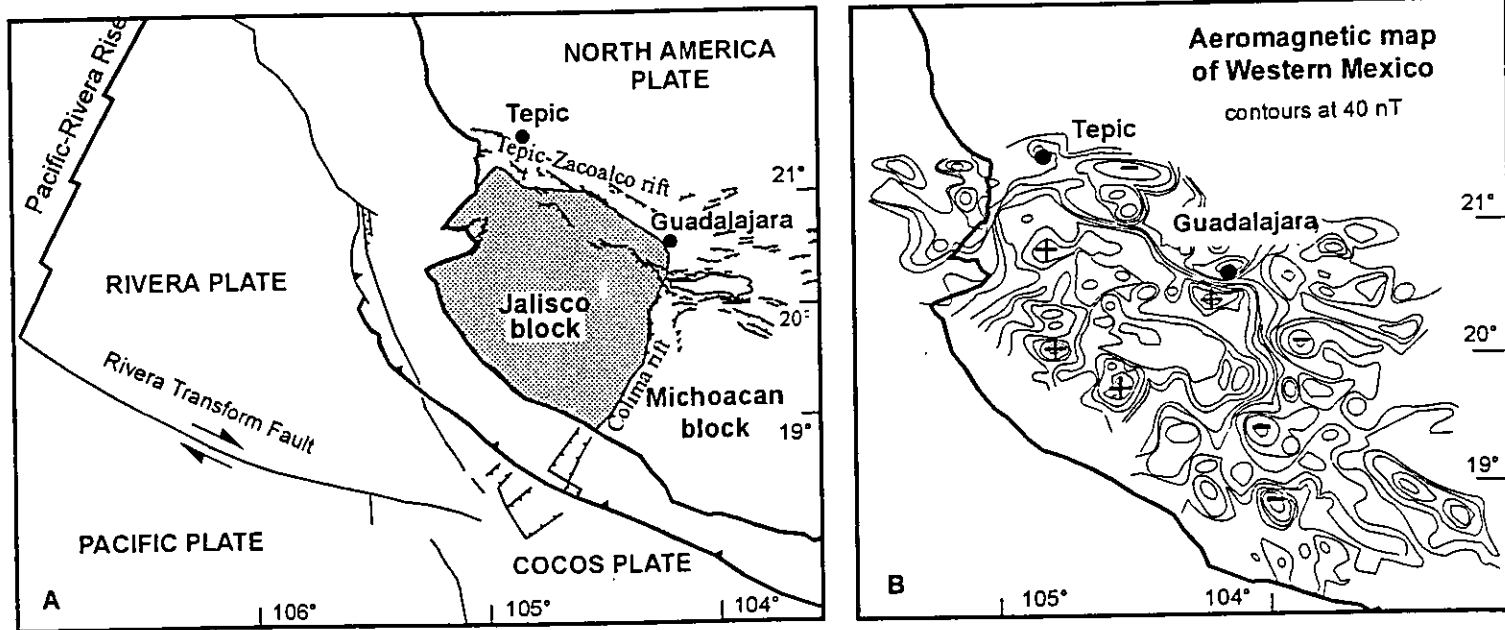 Pacific-Rivera Rise
NORTH AMERICA
PLATE
Tepic
Tepic-Zacoalco rift
21°
Guadalajara
RIVERA PLATE
Jalisco
block
20°
Rivera Transform Fault
Colima rift
Michoacan
block
19°
PACIFIC PLATE
COCOS PLATE
A
106°
105°
104°
Aeromagnetic map
of Western Mexico
contours at 40 nT
Tepic
21°
Guadalajara
20°
19°
B
105°
104°